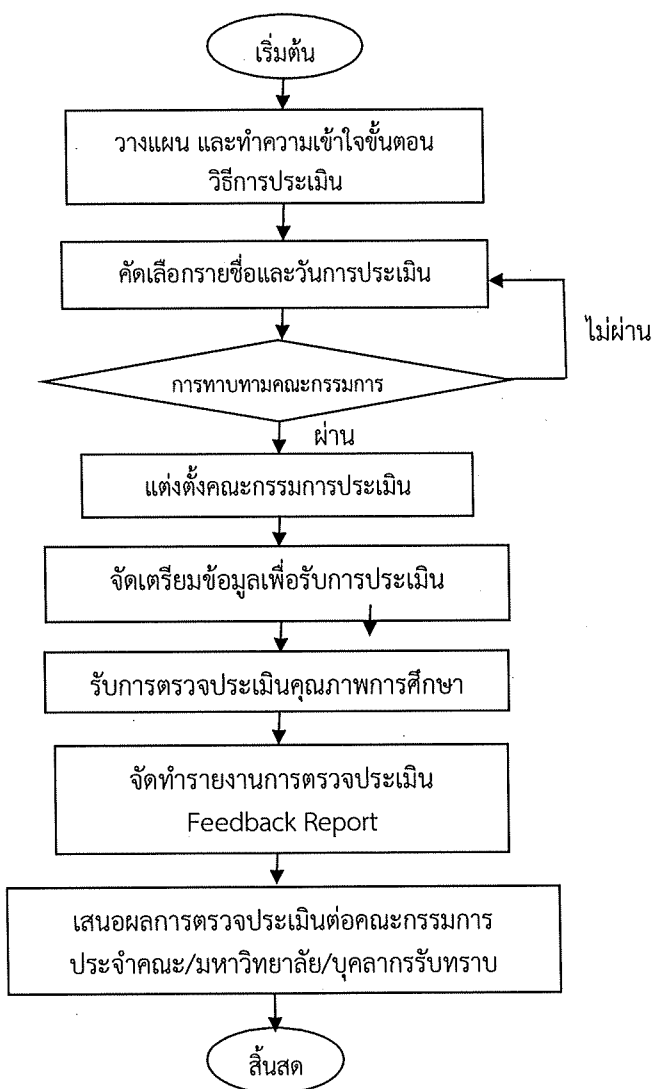 เริ่มต้น
วางแผน และทำความเข้าใจขั้นตอน
วิธีการประเมิน
คัดเลือกรายชื่อและวันการประเมิน
ไม่ผ่าน
การทาบทามคณะกรรมการ
ผ่าน
แต่งตั้งคณะกรรมการประเมิน
จัดเตรียมข้อมูลเพื่อรับการประเมิน
รับการตรวจประเมินคุณภาพการศึกษา
จัดทำรายงานการตรวจประเมิน
Feedback Report
เสนอผลการตรวจประเมินต่อคณะกรรมการ
ประจำคณะ/มหาวิทยาลัย/บุคลากรรับทราบ
สิ้นสด